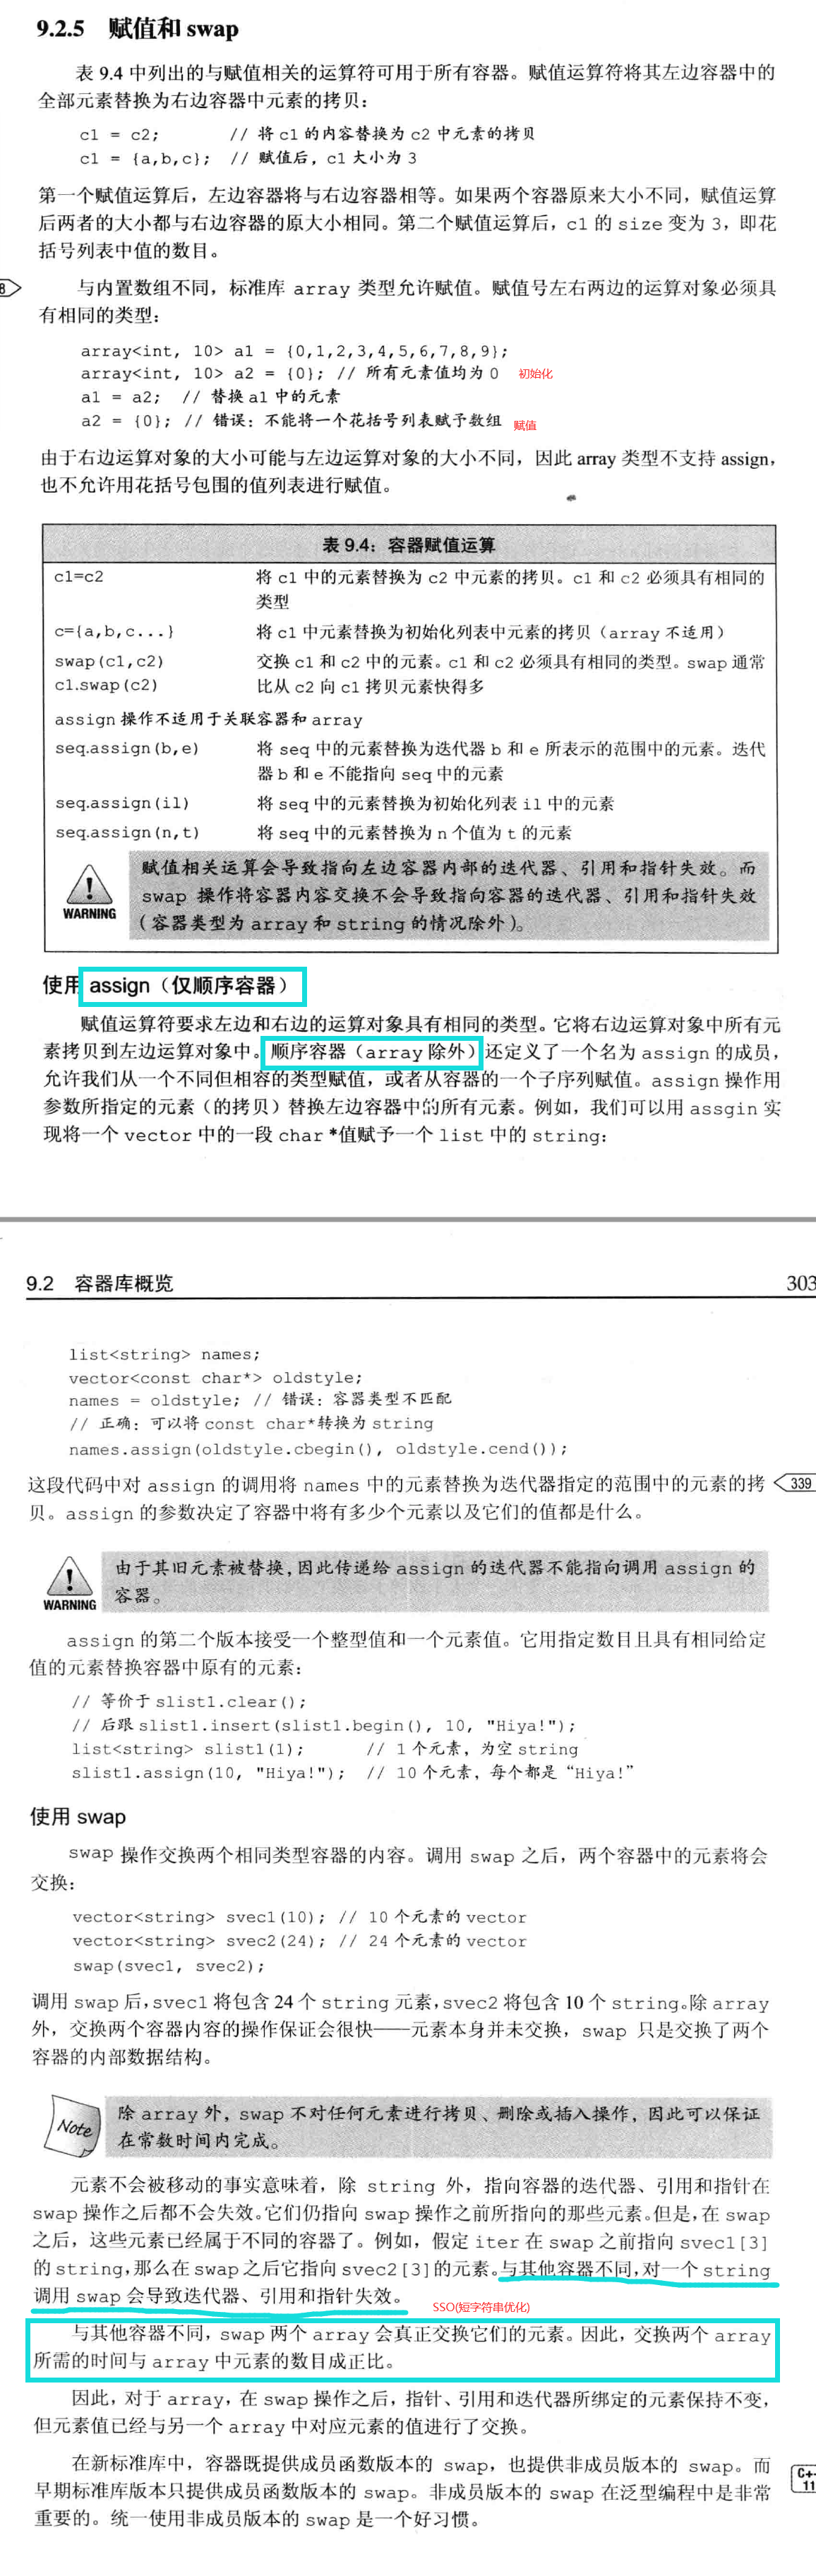 9.2.5 赋值和 swap
表 9.4 中列出的与赋值相关的运算符可用于所有容器。赋值运算符将其左边容器中的
全部元素替换为右边容器中元素的拷贝：
c1 = c2; // 将 c1 的内容替换为 c2 中元素的拷贝
c1 = {a,b,c}; // 赋值后，c1 大小为 3
第一个赋值运算后，左边容器将与右边容器相等。如果两个容器原来大小不同，赋值运算
后两者的大小都与右边容器的原大小相同。第二个赋值运算后，c1 的 size 变为 3，即花
括号列表中值的数目。
8
与内置数组不同，标准库 array 类型允许赋值。赋值号左右两边的运算对象必须具
有相同的类型：
array<int, 10> a1 = {0,1,2,3,4,5,6,7,8,9};
array<int, 10> a2 = {0}; // 所有元素值均为 0 初始化
a1 = a2; // 替换 a1 中的元素
a2 = {0}; // 错误：不能将一个花括号列表赋予数组 赋值
由于右边运算对象的大小可能与左边运算对象的大小不同，因此 array 类型不支持 assign，
也不允许用花括号包围的值列表进行赋值。
表 9.4：容器赋值运算
c1=c2 将 c1 中的元素替换为 c2 中元素的拷贝。c1 和 c2 必须具有相同的
类型
c={a,b,c...} 将 c1 中元素替换为初始化列表中元素的拷贝（array 不适用）
swap(c1,c2) 交换 c1 和 c2 中的元素。c1 和 c2 必须具有相同的类型。swap 通常
c1.swap(c2) 比从 c2 向 c1 拷贝元素快得多
assign 操作不适用于关联容器和 array
seq.assign(b,e) 将 seq 中的元素替换为迭代器 b 和 e 所表示的范围中的元素。迭代
器 b 和 e 不能指向 seq 中的元素
seq.assign(il) 将 seq 中的元素替换为初始化列表 il 中的元素
seq.assign(n,t) 将 seq 中的元素替换为 n 个值为 t 的元素
赋值相关运算会导致指向左边容器内部的迭代器、引用和指针失效。而
swap 操作将容器内容交换不会导致指向容器的迭代器、引用和指针失效
（容器类型为 array 和 string 的情况除外）。
WARNING
使用 assign（仅顺序容器）
赋值运算符要求左边和右边的运算对象具有相同的类型。它将右边运算对象中所有元
素拷贝到左边运算对象中。顺序容器（array 除外）还定义了一个名为 assign 的成员，
允许我们从一个不同但相容的类型赋值，或者从容器的一个子序列赋值。assign 操作用
参数所指定的元素（的拷贝）替换左边容器中的所有元素。例如，我们可以用 assgin 实
现将一个 vector 中的一段 char *值赋予一个 list 中的 string：
9.2 容器库概览 303
list<string> names;
vector<const char*> oldstyle;
names = oldstyle; // 错误：容器类型不匹配
// 正确：可以将 const char*转换为 string
names.assign(oldstyle.cbegin(), oldstyle.cend());
这段代码中对 assign 的调用将 names 中的元素替换为迭代器指定的范围中的元素的拷 339
贝。assign 的参数决定了容器中将有多少个元素以及它们的值都是什么。
由于其旧元素被替换，因此传递给 assign 的迭代器不能指向调用 assign 的
容器。
WARNING
assign 的第二个版本接受一个整型值和一个元素值。它用指定数目且具有相同给定
值的元素替换容器中原有的元素：
// 等价于 slist1.clear();
// 后跟 slist1.insert(slist1.begin(), 10, "Hiya!");
list<string> slist1(1); // 1 个元素，为空 string
slist1.assign(10, "Hiya!"); // 10 个元素，每个都是“Hiya!”
使用 swap
swap 操作交换两个相同类型容器的内容。调用 swap 之后，两个容器中的元素将会
交换：
vector<string> svec1(10); // 10 个元素的 vector
vector<string> svec2(24); // 24 个元素的 vector
swap(svec1, svec2);
调用 swap 后，svec1 将包含 24 个 string 元素，svec2 将包含 10 个 string。除 array
外，交换两个容器内容的操作保证会很快——元素本身并未交换，swap 只是交换了两个
容器的内部数据结构。
Note 除 array 外，swap 不对任何元素进行拷贝、删除或插入操作，因此可以保证
在常数时间内完成。
元素不会被移动的事实意味着，除 string 外，指向容器的迭代器、引用和指针在
swap 操作之后都不会失效。它们仍指向 swap 操作之前所指向的那些元素。但是，在 swap
之后，这些元素已经属于不同的容器了。例如，假定 iter 在 swap 之前指向 svec1[3]
的 string，那么在 swap 之后它指向 svec2[3]的元素。与其他容器不同，对一个 string
调用 swap 会导致迭代器、引用和指针失效。 SSO(短字符串优化)
与其他容器不同，swap 两个 array 会真正交换它们的元素。因此，交换两个 array
所需的时间与 array 中元素的数目成正比。
因此，对于 array，在 swap 操作之后，指针、引用和迭代器所绑定的元素保持不变，
但元素值已经与另一个 array 中对应元素的值进行了交换。
在新标准库中，容器既提供成员函数版本的 swap，也提供非成员版本的 swap。而 C++
早期标准库版本只提供成员函数版本的 swap。非成员版本的 swap 在泛型编程中是非常 11
重要的。统一使用非成员版本的 swap 是一个好习惯。